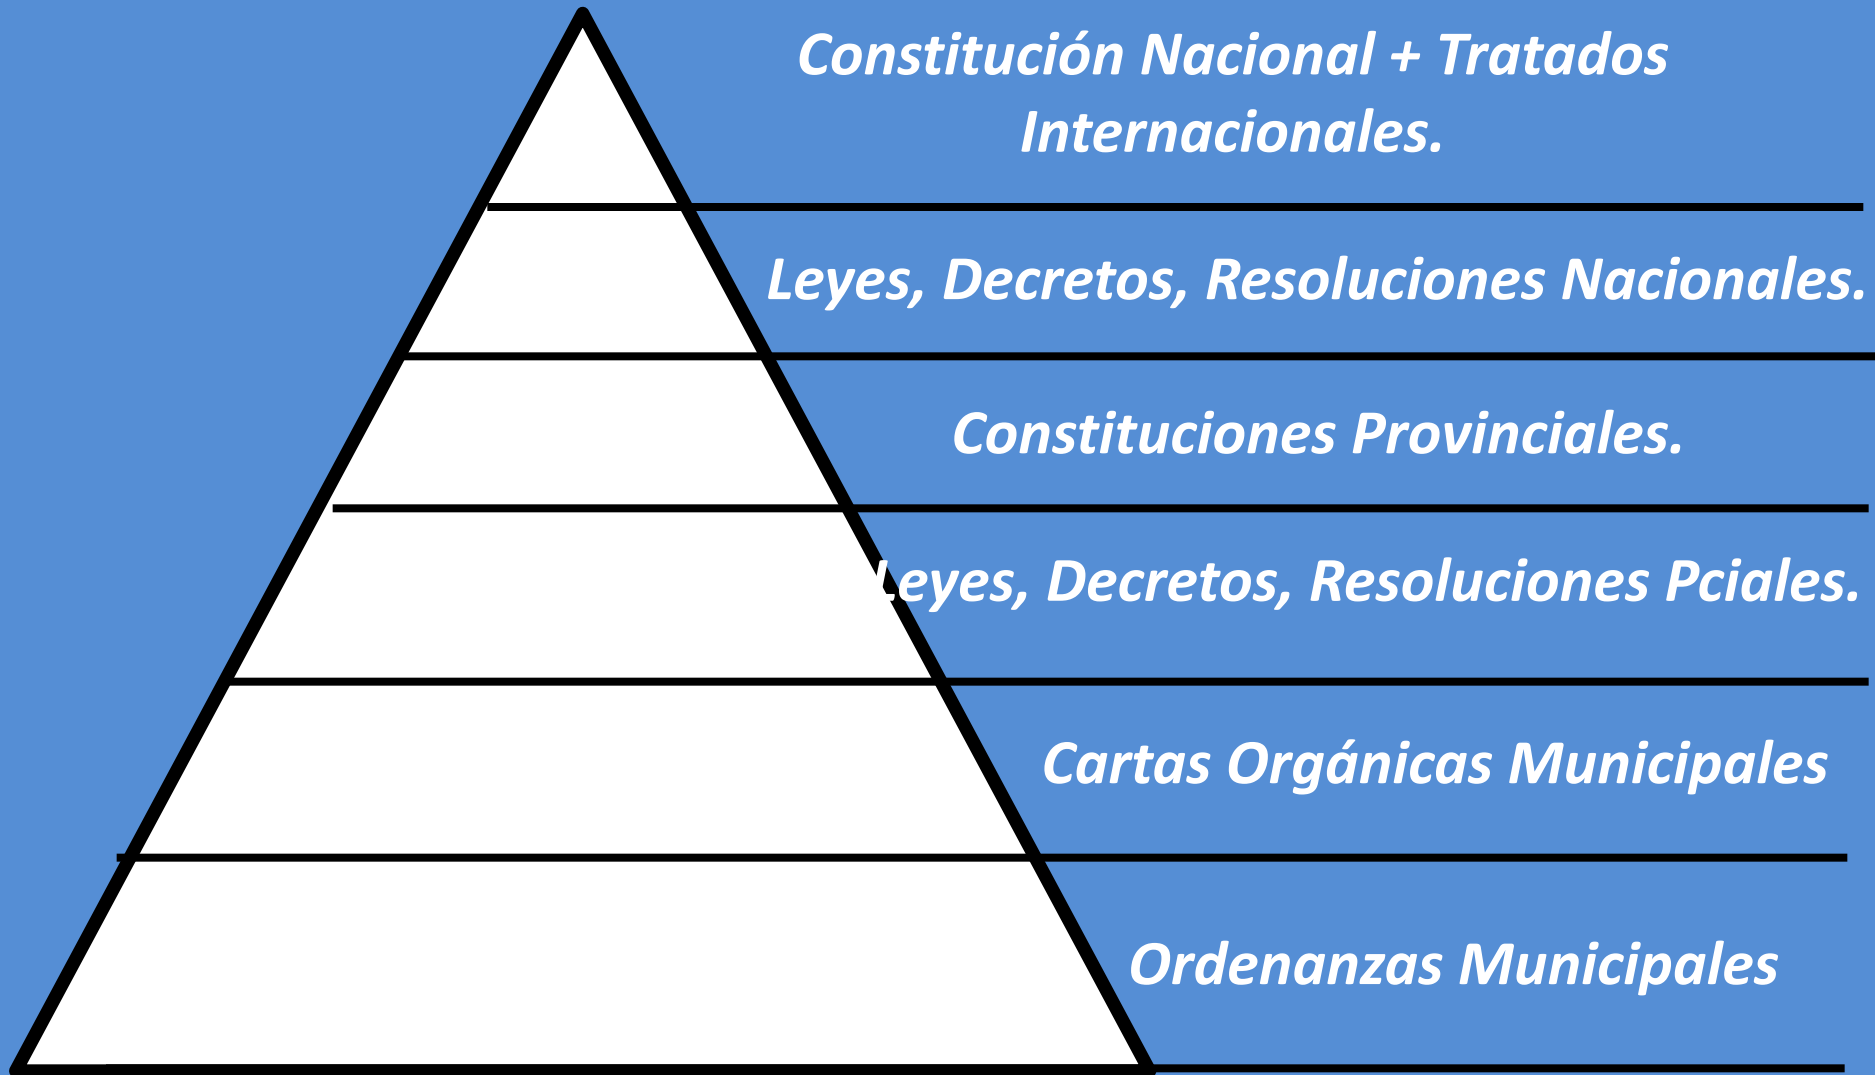 Constitución Nacional + Tratados
Internacionales.
Leyes, Decretos, Resoluciones Nacionales.
Constituciones Provinciales.
Leyes, Decretos, Resoluciones Pciales.
Cartas Orgánicas Municipales
Ordenanzas Municipales